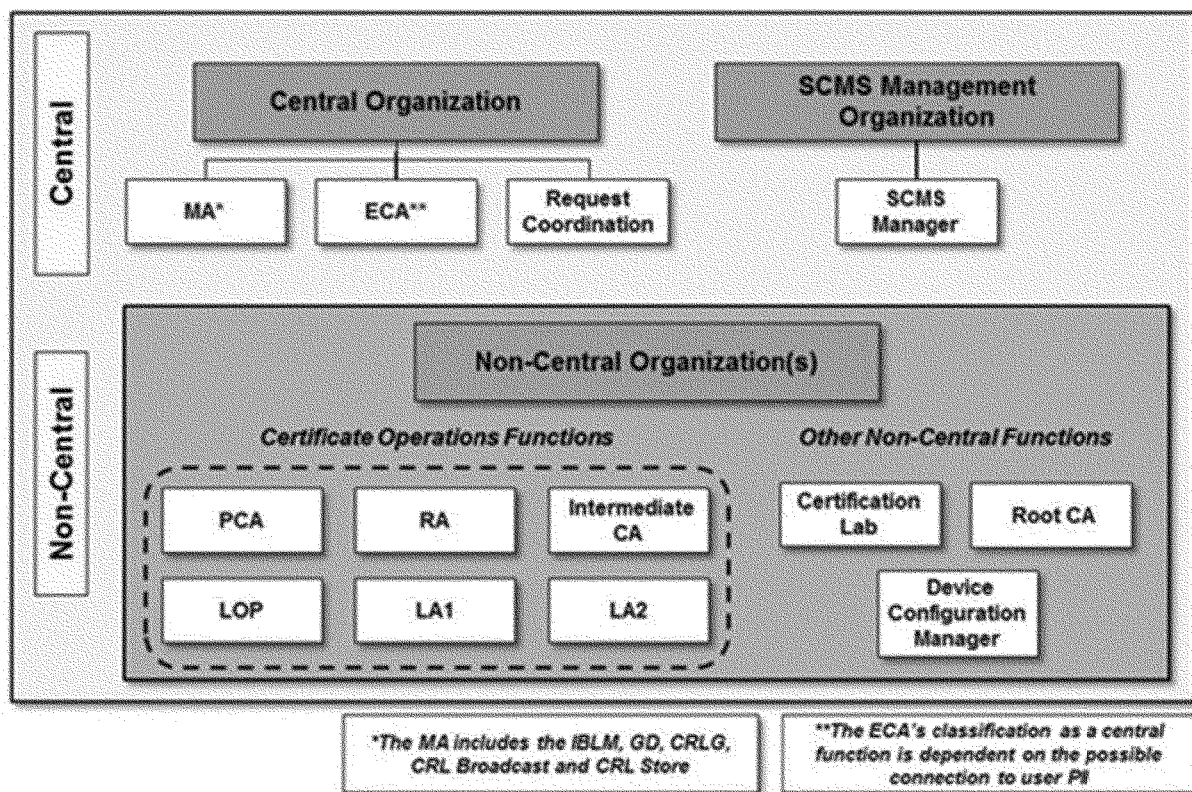 Central
Central Organization
SCMS Management
Organization
MA*
ECA**
Request
Coordination
SCMS
Manager
Non-Central
Non-Central Organization(s)
Certificate Operations Functions
Other Non-Central Functions
PCA
RA
Intermediate
CA
Certification
Lab
Root CA
LOP
LA1
LA2
Device
Configuration
Manager
*The MA includes the IBLM, GD, CRLG,
CRL Broadcast and CRL Store
**The ECA's classification as a central
function is dependent on the possible
connection to user PII